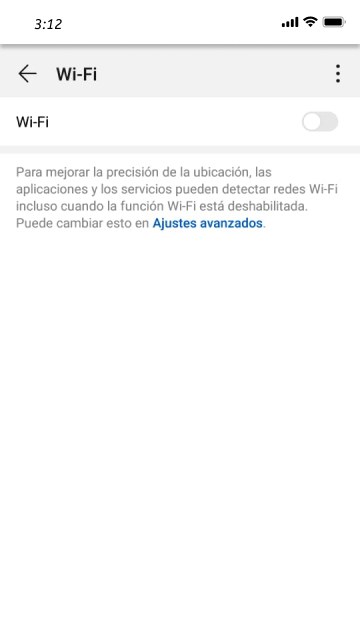 3:12
Wi-Fi
Wi-Fi
Para mejorar la precisión de la ubicación, las
aplicaciones y los servicios pueden detectar redes Wi-Fi
incluso cuando la función Wi-Fi está deshabilitada.
Puede cambiar esto en Ajustes avanzados.